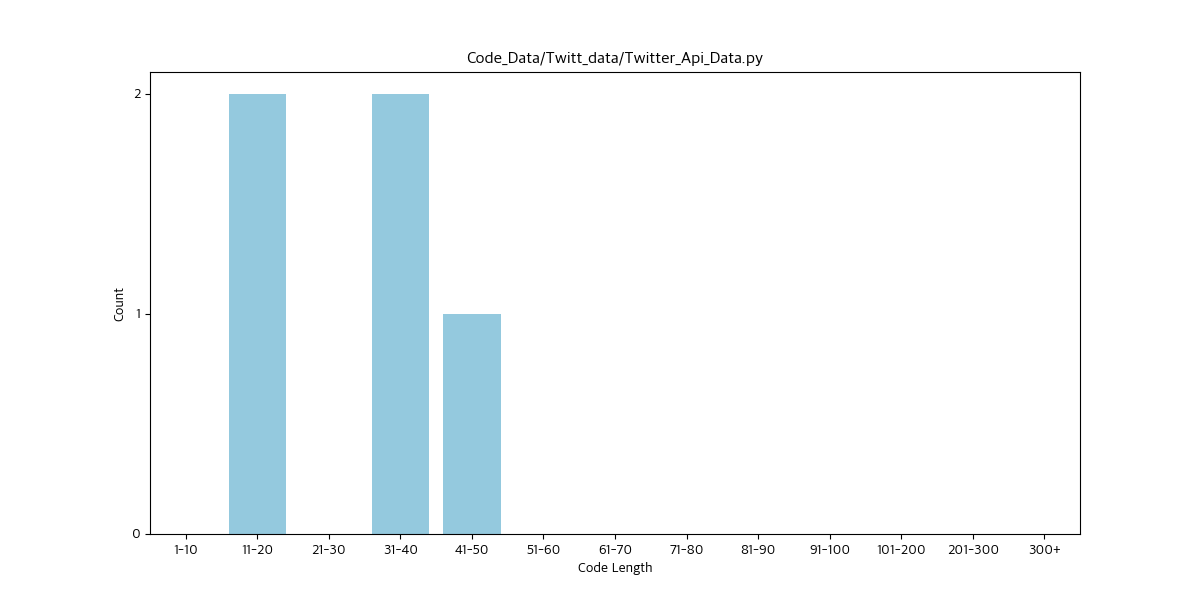 Code_Data/Twitt_data/Twitter_Api_Data.py
2
1
0
Count
1-10 11-20 21-30 31-40 41-50 51-60 61-70 71-80 81-90 91-100 101-200 201-300 300+
Code Length